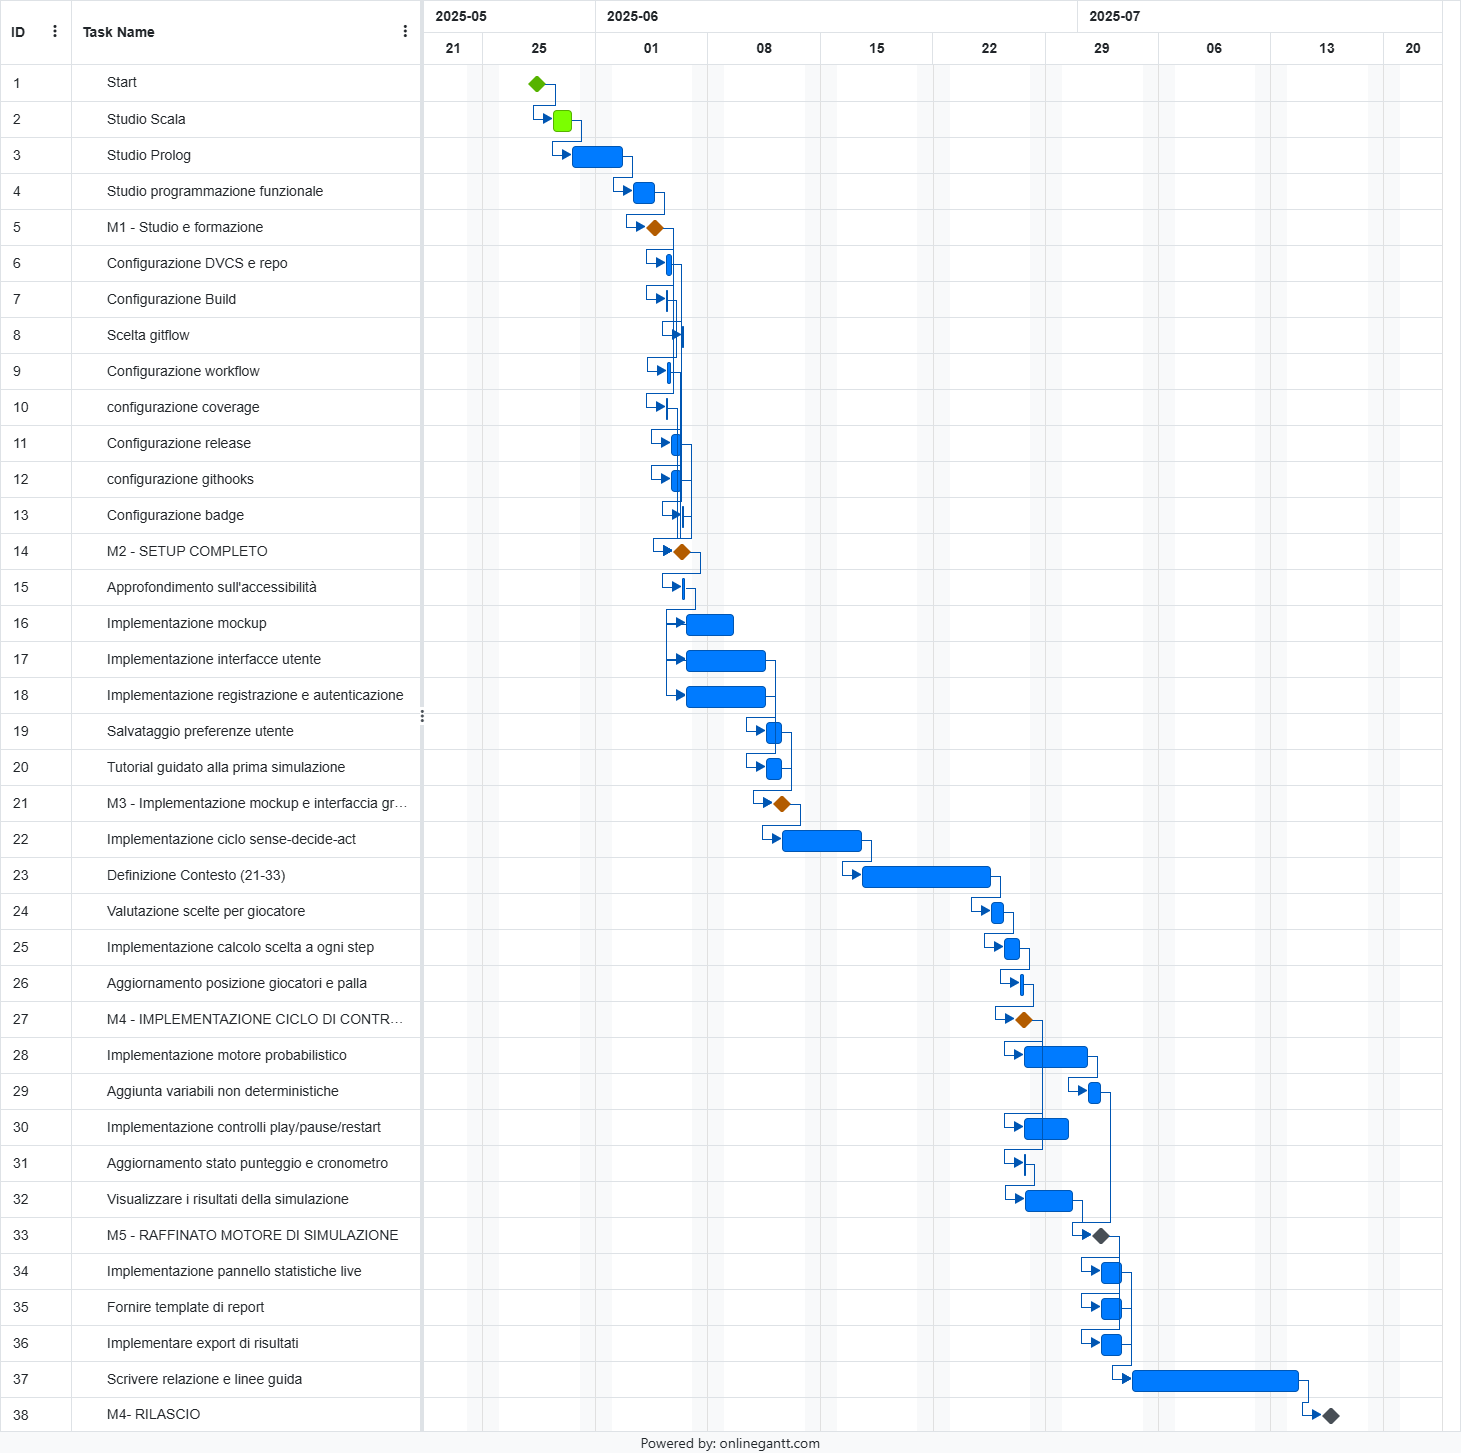 ID Task Name 2025-05 2025-06 2025-07
21 25 01 08 15 22 29 06 13 20
1 Start
2 Studio Scala
3 Studio Prolog
4 Studio programmazione funzionale
5 M1 - Studio e formazione
6 Configurazione DVCS e repo
7 Configurazione Build
8 Scelta gitflow
9 Configurazione workflow
10 configurazione coverage
11 Configurazione release
12 configurazione githooks
13 Configurazione badge
14 M2 - SETUP COMPLETO
15 Approfondimento sull'accessibilità
16 Implementazione mockup
17 Implementazione interfacce utente
18 Implementazione registrazione e autenticazione
19 Salvataggio preferenze utente
20 Tutorial guidato alla prima simulazione
21 M3 - Implementazione mockup e interfaccia gr...
22 Implementazione ciclo sense-decide-act
23 Definizione Contesto (21-33)
24 Valutazione scelte per giocatore
25 Implementazione calcolo scelta a ogni step
26 Aggiornamento posizione giocatori e palla
27 M4 - IMPLEMENTAZIONE CICLO DI CONTR...
28 Implementazione motore probabilistico
29 Aggiunta variabili non deterministiche
30 Implementazione controlli play/pause/restart
31 Aggiornamento stato punteggio e cronometro
32 Visualizzare i risultati della simulazione
33 M5 - RAFFINATO MOTORE DI SIMULAZIONE
34 Implementazione pannello statistiche live
35 Fornire template di report
36 Implementare export di risultati
37 Scrivere relazione e linee guida
38 M4- RILASCIO
Powered by: onlinegantt.com